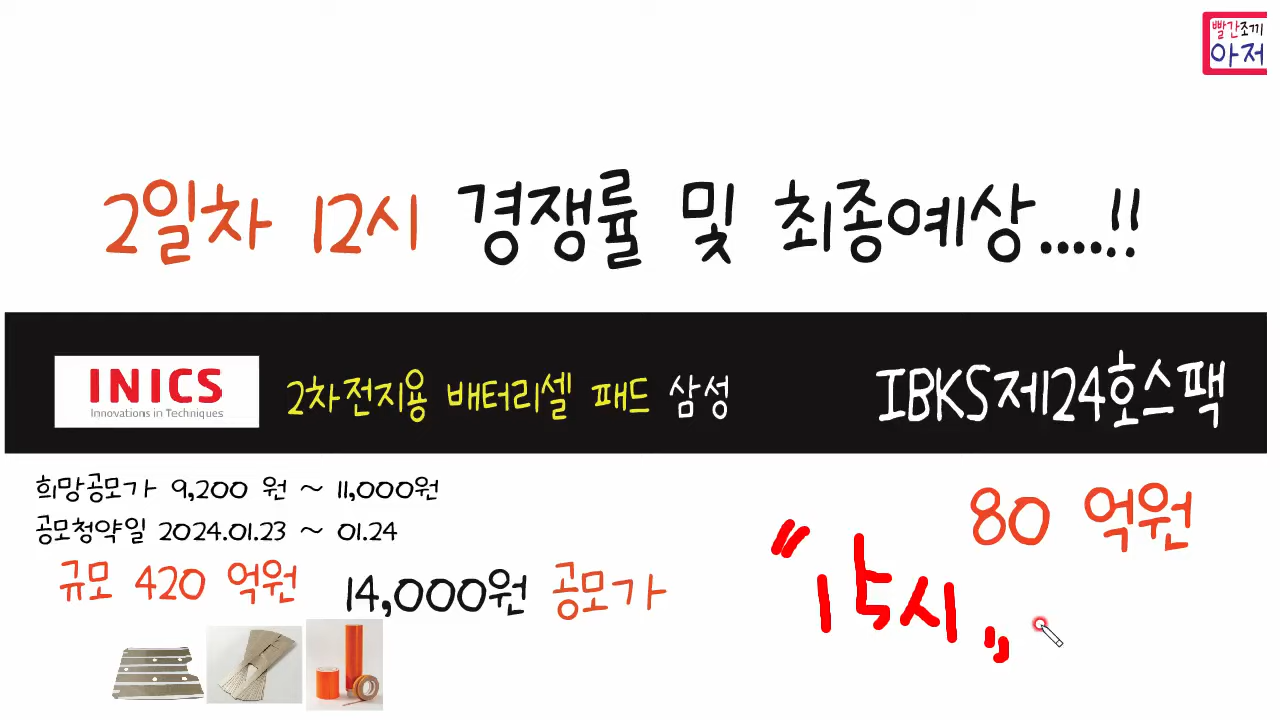 빨간조끼
아저
2일차 12시 경쟁률 및 최종예상....!!
INICS
Innovations in Techniques
2차전지용 배터리셀 패드 삼성
IBKS제24호스팩
희망공모가 9,200 원 ~ 11,000원
공모청약일 2024.01.23 ~ 01.24
규모 420 억원
14,000원 공모가
80 억원
"15시"